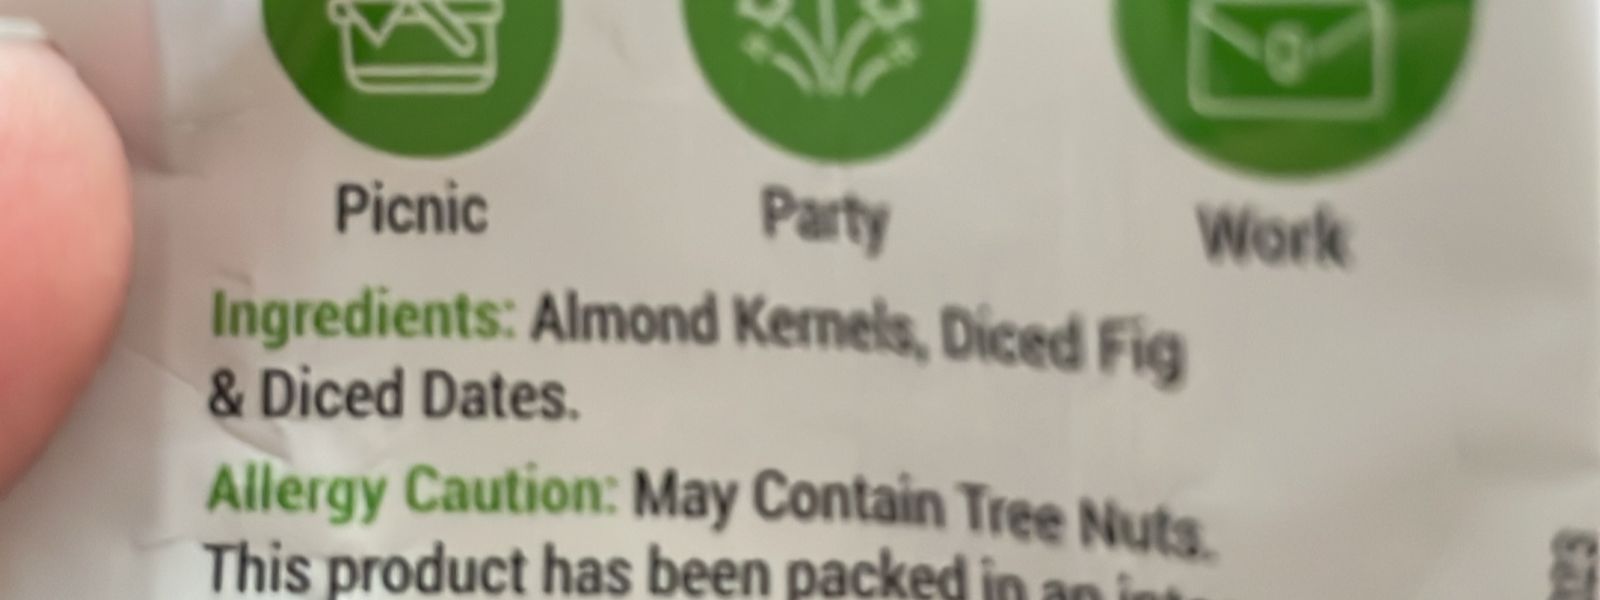 Picnic Party Work
Ingredients: Almond Kernels, Diced Fig
& Diced Dates.
Allergy Caution: May Contain Tree Nuts.
This product has been packed in an